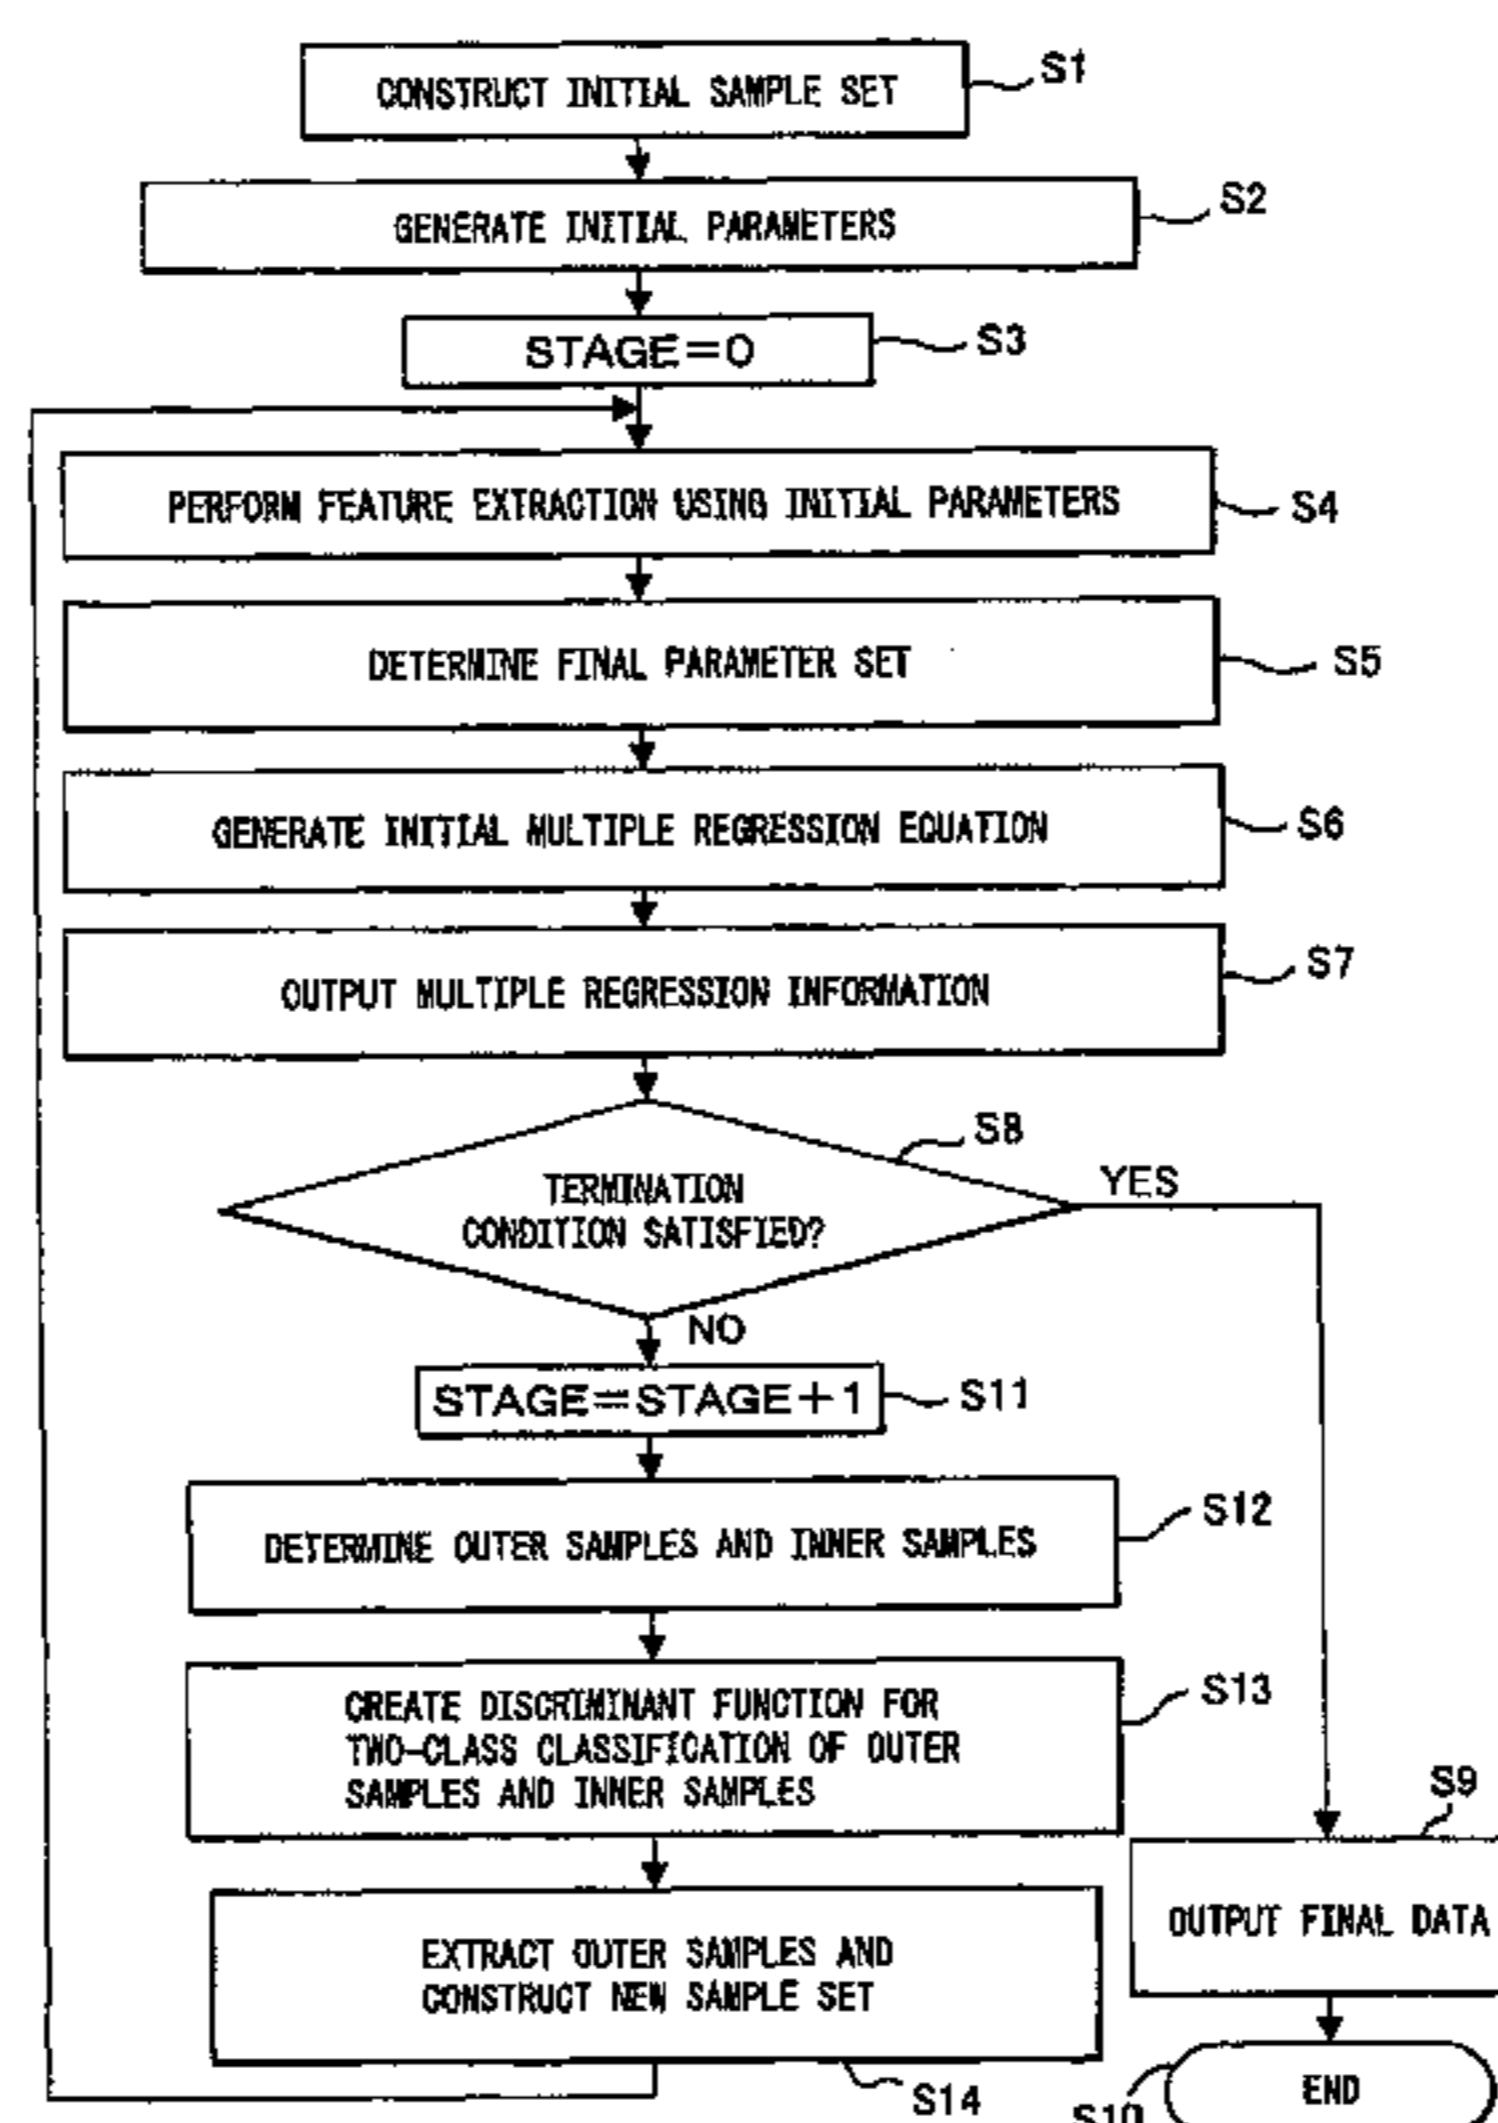 CONSTRUCT INITIAL SAMPLE SET
S1
GENERATE INITIAL PARAMETERS
S2
STAGE=0
S3
PERFORM FEATURE EXTRACTION USING INITIAL PARAMETERS
S4
DETERMINE FINAL PARAMETER SET
S5
GENERATE INITIAL MULTIPLE REGRESSION EQUATION
S6
OUTPUT MULTIPLE REGRESSION INFORMATION
S7
TERMINATION
CONDITION SATISFIED?
S8
YES
NO
STAGE=STAGE+1
S11
DETERMINE OUTER SAMPLES AND INNER SAMPLES
S12
CREATE DISCRIMINANT FUNCTION FOR
TWO-CLASS CLASSIFICATION OF OUTER
SAMPLES AND INNER SAMPLES
S13
S9
OUTPUT FINAL DATA
EXTRACT OUTER SAMPLES AND
CONSTRUCT NEW SAMPLE SET
S14
S10
END